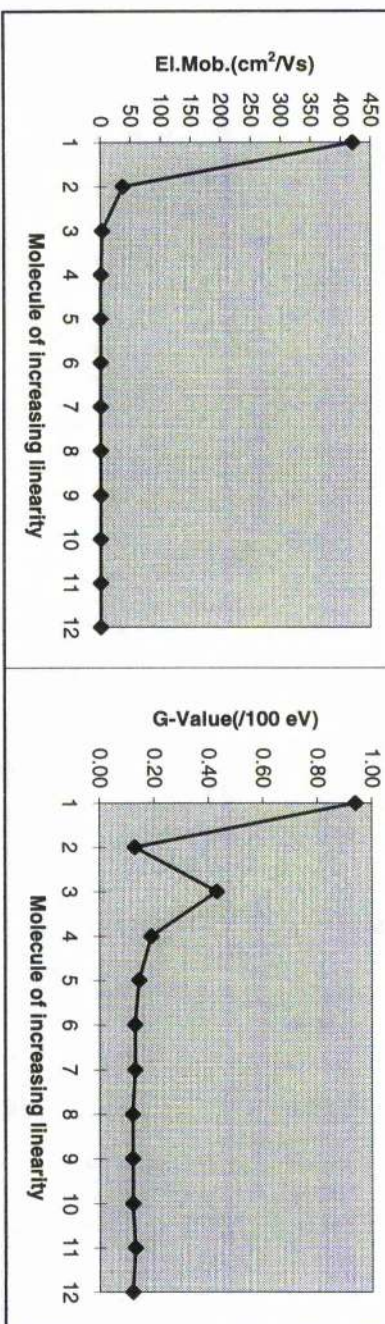 El.Mob.(cm²/Vs)
450
400
350
300
250
200
150
100
50
0
1 2 3 4 5 6 7 8 9 10 11 12
Molecule of increasing linearity
G-Value(/100 eV)
1.00
0.80
0.60
0.40
0.20
0.00
1 2 3 4 5 6 7 8 9 10 11 12
Molecule of increasing linearity